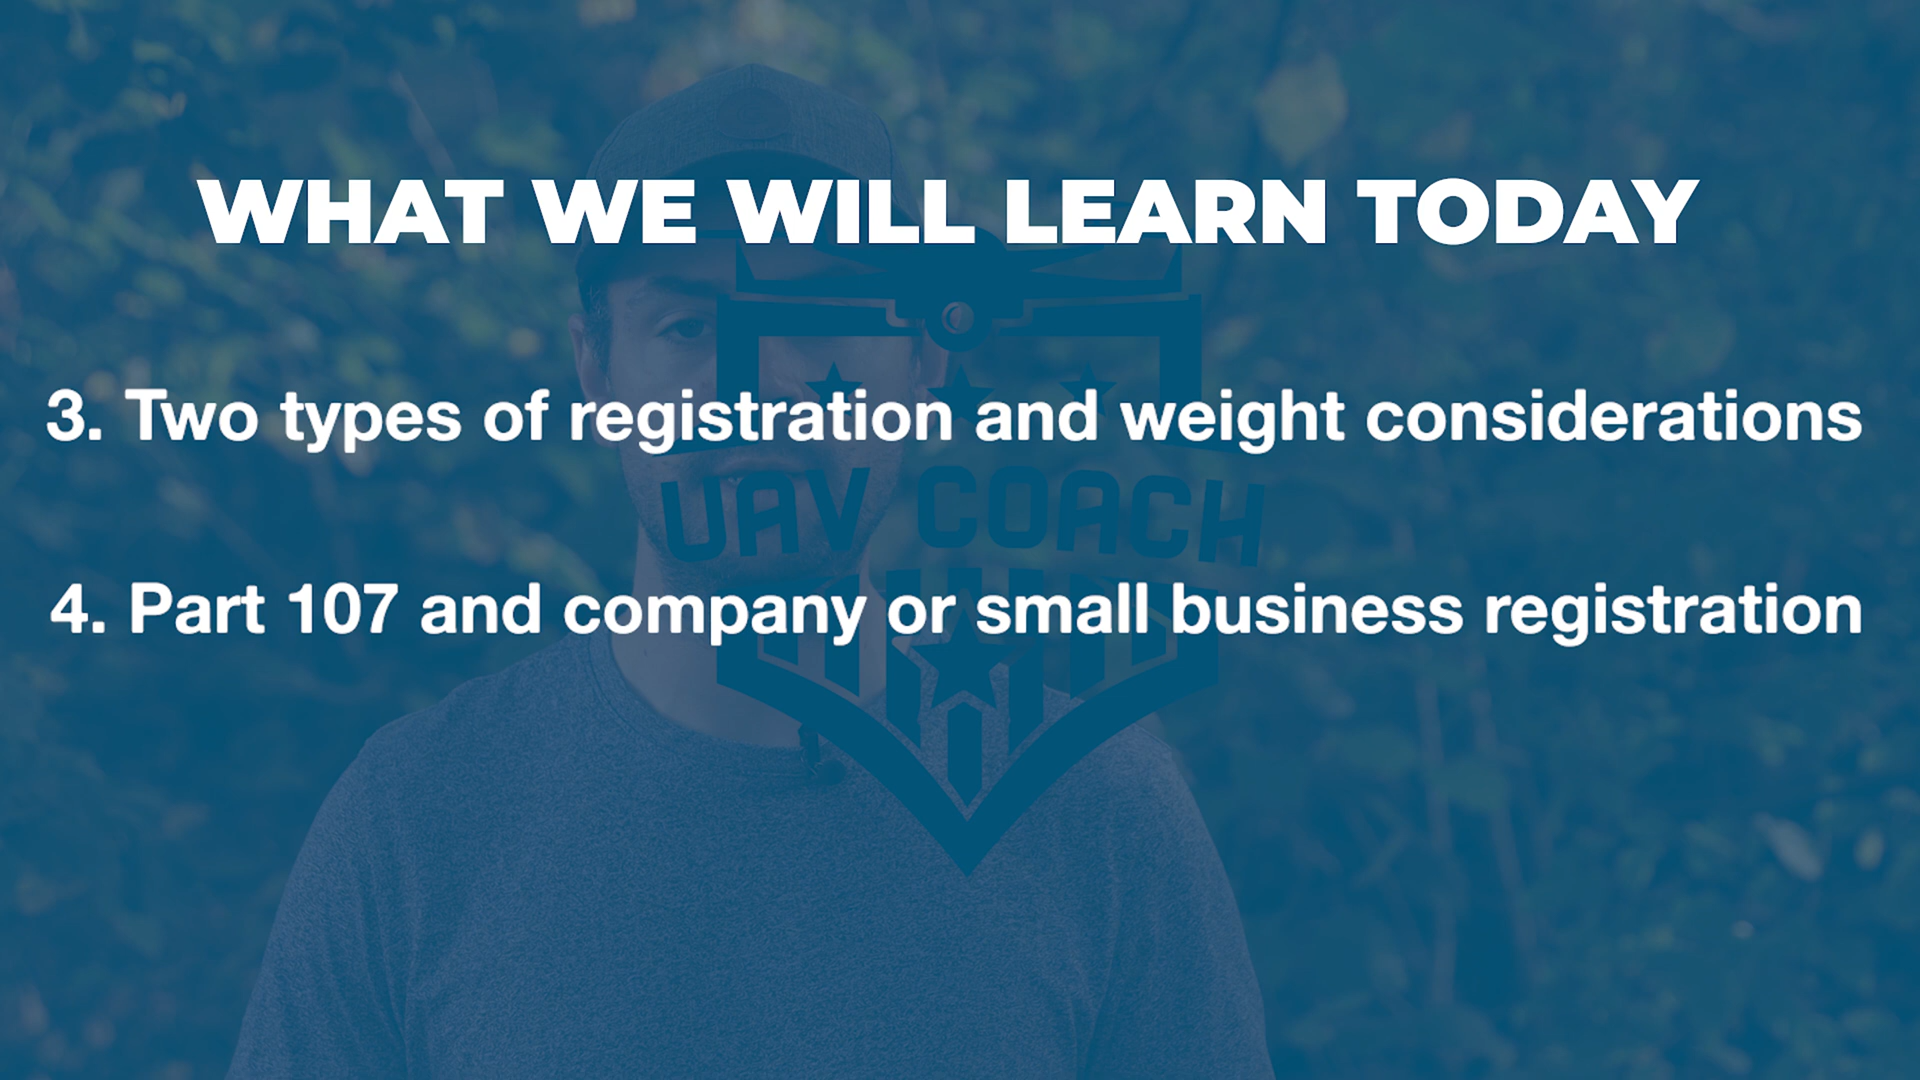 WHAT WE WILL LEARN TODAY
3. Two types of registration and weight considerations
UAV COACH
4. Part 107 and company or small business registration